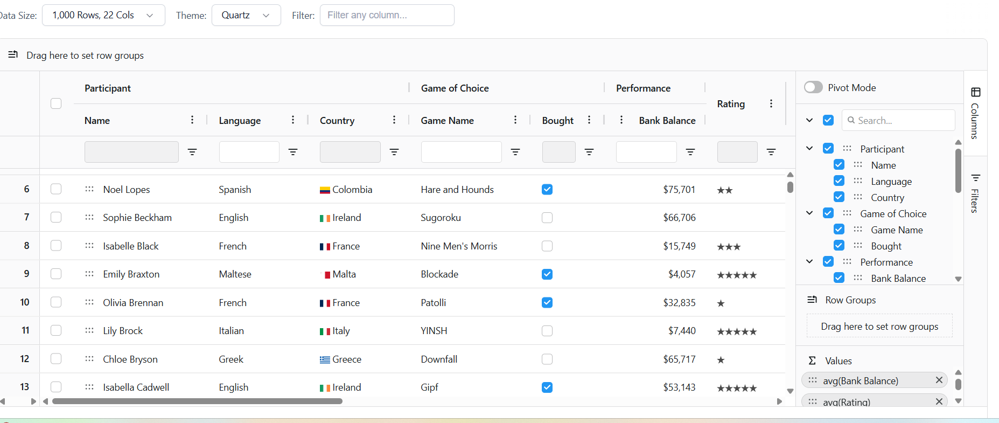 Data Size: 1,000 Rows, 22 Cols Theme: Quartz Filter: Filter any column...
Drag here to set row groups
Participant Game of Choice Performance
Rating
Name Language Country Game Name Bought Bank Balance
6 Noel Lopes Spanish Colombia Hare and Hounds $75,701 ★★
7 Sophie Beckham English Ireland Sugoroku $66,706
8 Isabelle Black French France Nine Men's Morris $15,749 ★★★
9 Emily Braxton Maltese Malta Blockade $4,057 ★★★★★
10 Olivia Brennan French France Patolli $32,835 ★
11 Lily Brock Italian Italy YINSH $7,440 ★★★★★
12 Chloe Bryson Greek Greece Downfall $65,717 ★
13 Isabella Cadwell English Ireland Gipf $53,143 ★★★★★
Pivot Mode
Search...
Participant
Name
Language
Country
Game of Choice
Game Name
Bought
Performance
Bank Balance
Row Groups
Drag here to set row groups
Values
avg(Bank Balance)
avg(Rating)
Columns
Filters